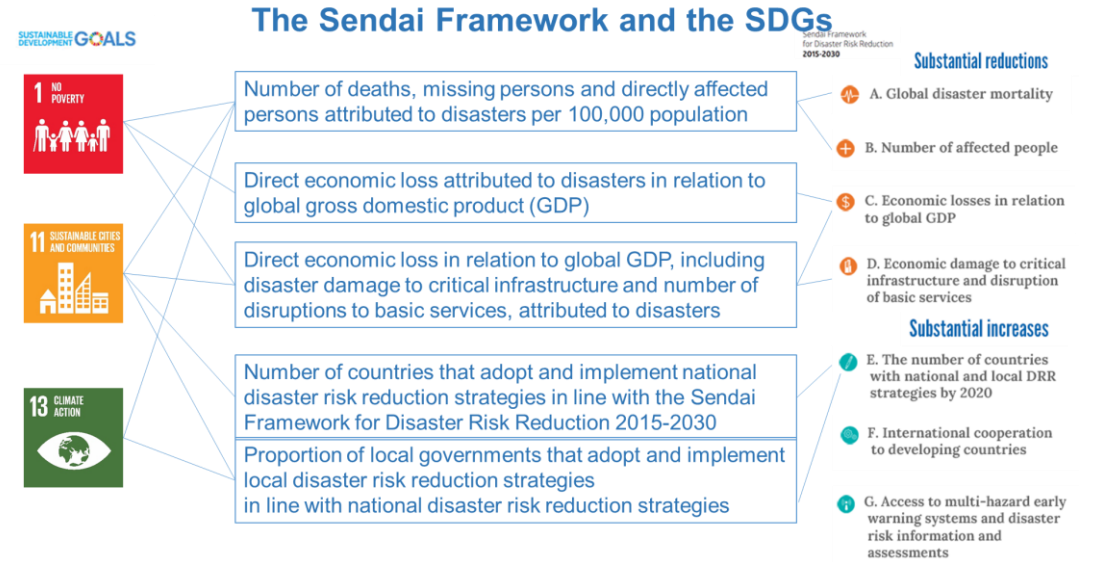 The Sendai Framework and the SDGs
SUSTAINABLE
DEVELOPMENT GOALS
Sendai Framework
for Disaster Risk Reduction
2015-2030
1 NO
POVERTY
11 SUSTAINABLE CITIES
AND COMMUNITIES
13 CLIMATE
ACTION
Number of deaths, missing persons and directly affected
persons attributed to disasters per 100,000 population
Direct economic loss attributed to disasters in relation to
global gross domestic product (GDP)
Direct economic loss in relation to global GDP, including
disaster damage to critical infrastructure and number of
disruptions to basic services, attributed to disasters
Number of countries that adopt and implement national
disaster risk reduction strategies in line with the Sendai
Framework for Disaster Risk Reduction 2015-2030
Proportion of local governments that adopt and implement
local disaster risk reduction strategies
in line with national disaster risk reduction strategies
Substantial reductions
A. Global disaster mortality
B. Number of affected people
$
C. Economic losses in relation
to global GDP
D. Economic damage to critical
infrastructure and disruption
of basic services
Substantial increases
E. The number of countries
with national and local DRR
strategies by 2020
F. International cooperation
to developing countries
G. Access to multi-hazard early
warning systems and disaster
risk information and
assessments